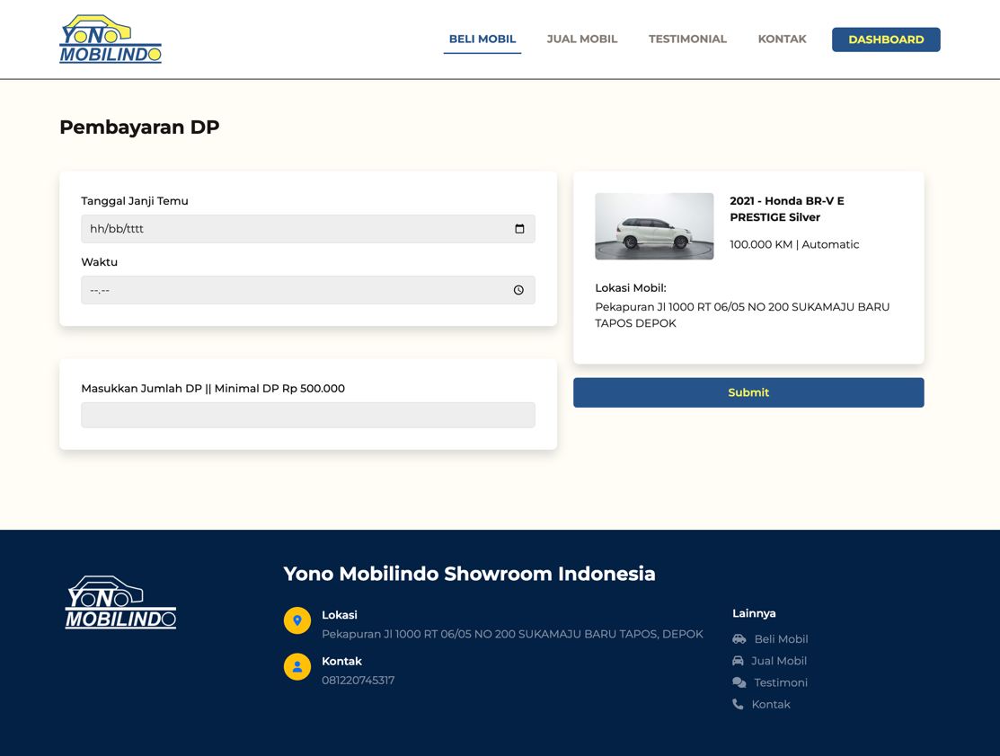 YONO
MOBILINDO
BELI MOBIL
JUAL MOBIL
TESTIMONIAL
KONTAK
DASHBOARD
Pembayaran DP
Tanggal Janji Temu
hh/bb/tttt
Waktu
--.--
Masukkan Jumlah DP || Minimal DP Rp 500.000
2021 - Honda BR-V E
PRESTIGE Silver
100.000 KM | Automatic
Lokasi Mobil:
Pekapuran Jl 1000 RT 06/05 NO 200 SUKAMAJU BARU
TAPOS DEPOK
Submit
YONO
MOBILINDO
Yono Mobilindo Showroom Indonesia
Lokasi
Pekapuran Jl 1000 RT 06/05 NO 200 SUKAMAJU BARU TAPOS, DEPOK
Kontak
081220745317
Lainnya
Beli Mobil
Jual Mobil
Testimoni
Kontak